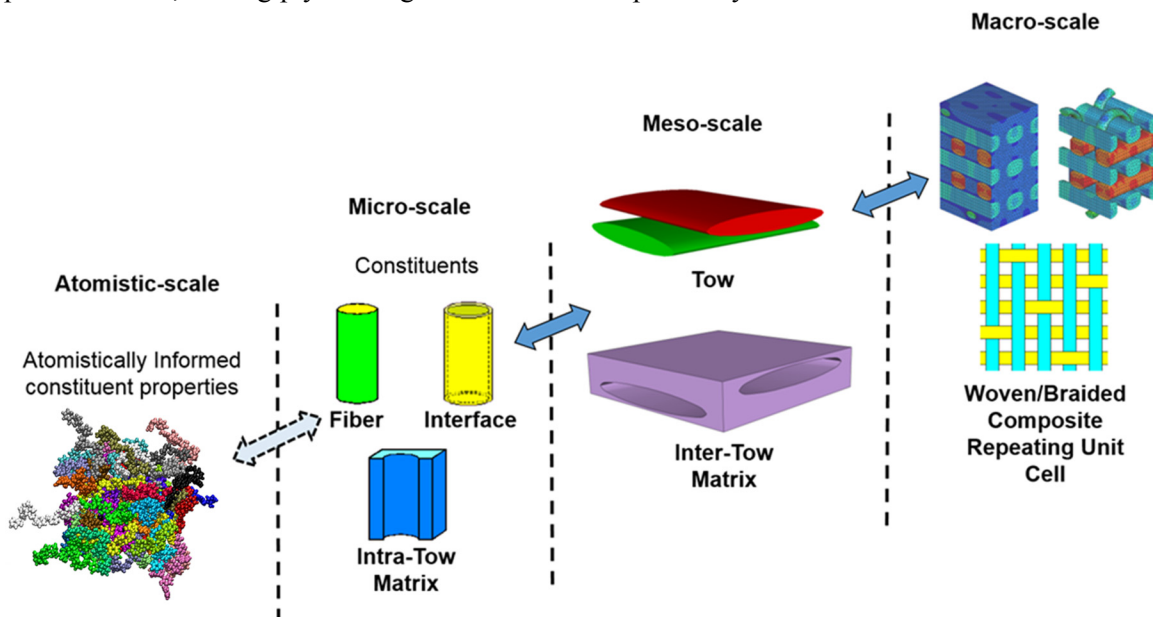 Macro-scale
Meso-scale
Micro-scale
Constituents
Atomistic-scale
Atomistically Informed
constituent properties
Fiber
Interface
Intra-Tow
Matrix
Tow
Inter-Tow
Matrix
Woven/Braided
Composite
Repeating Unit
Cell